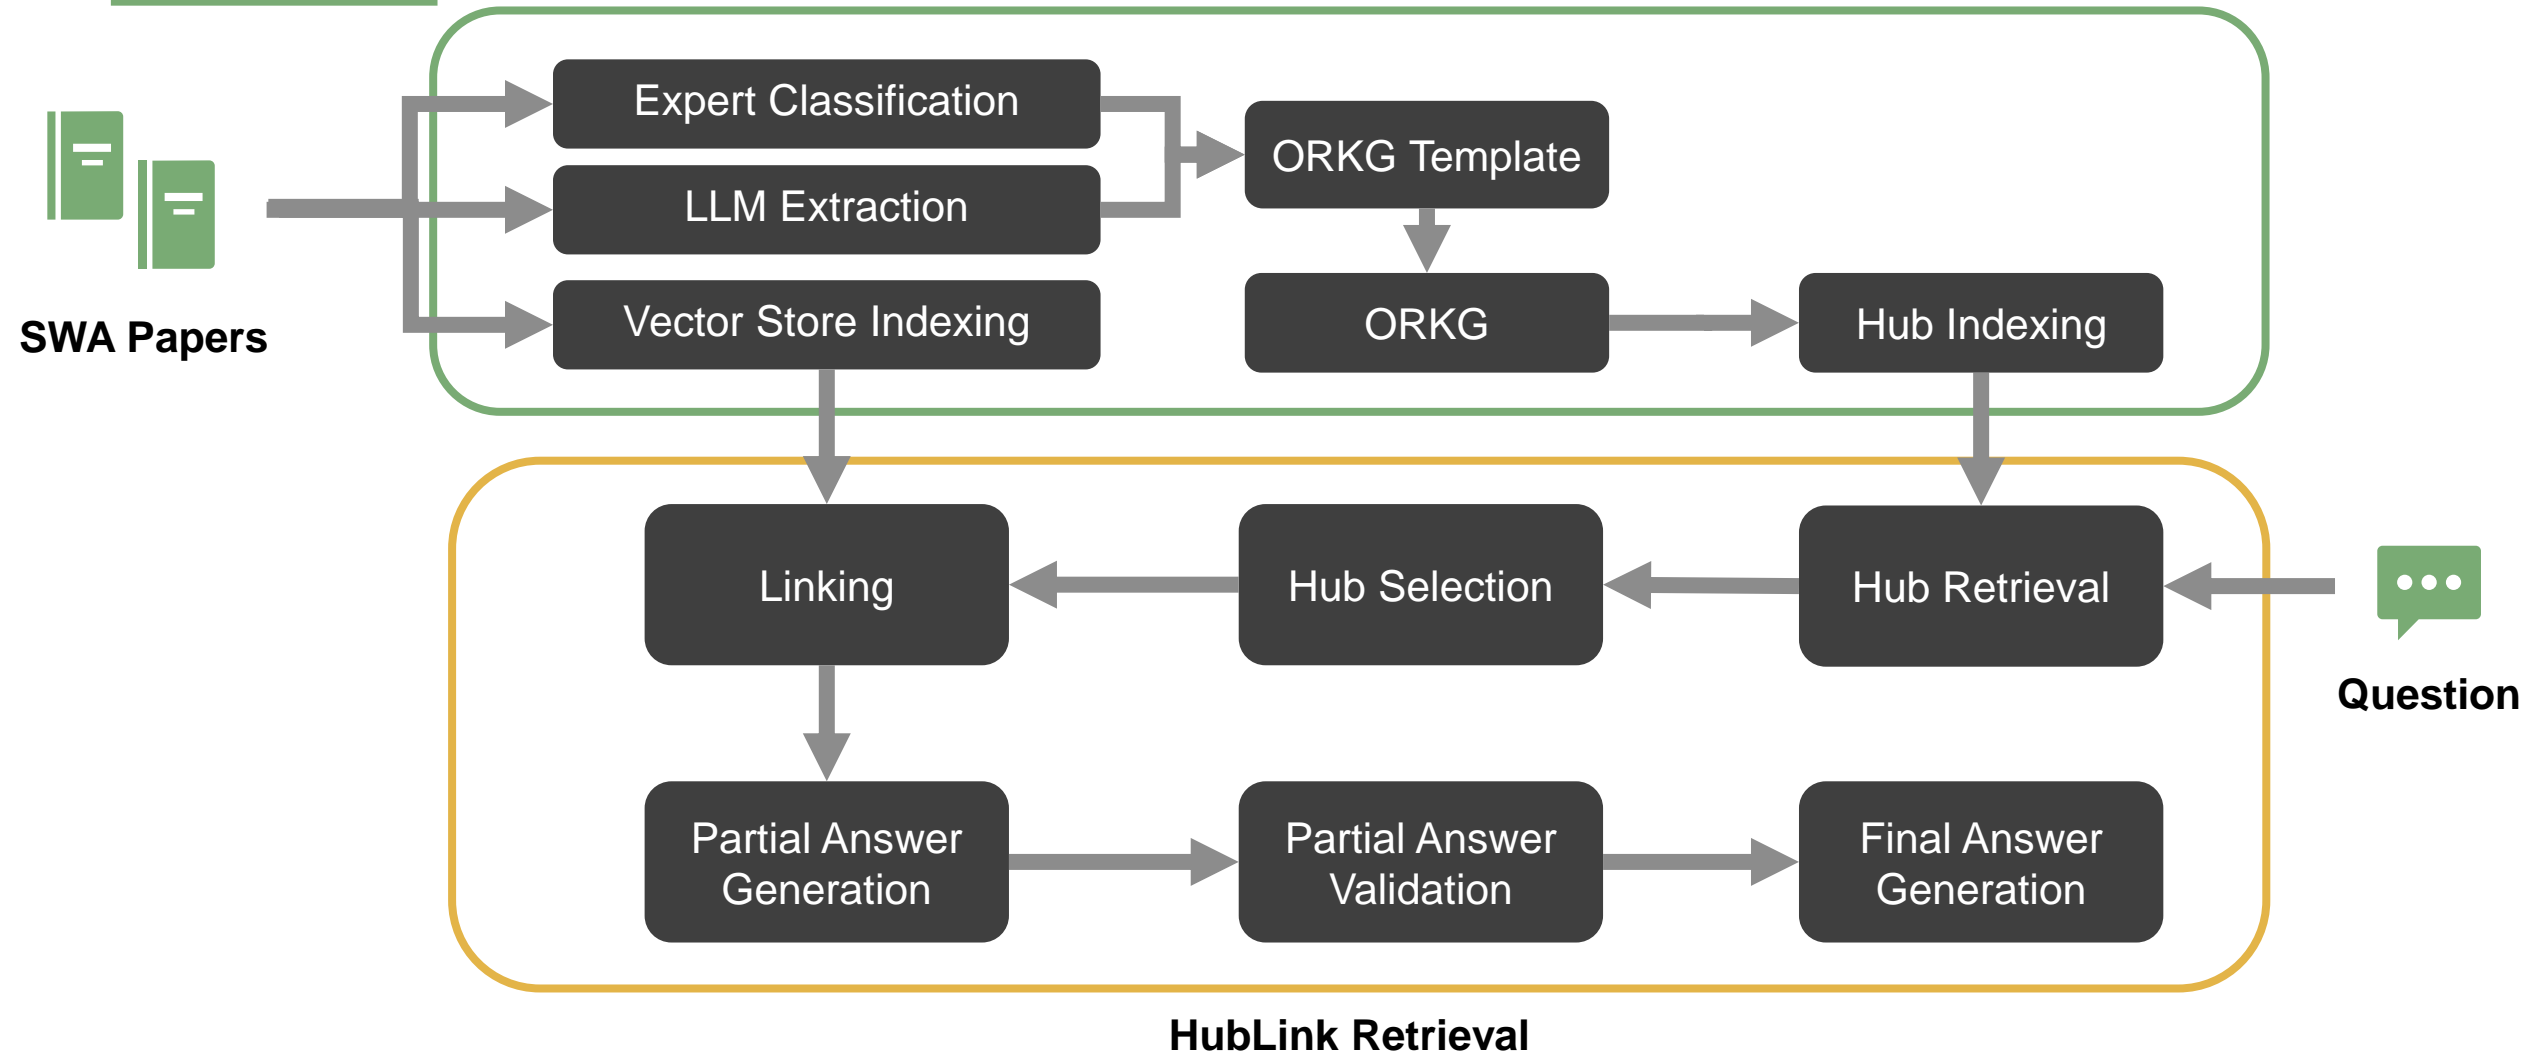 Expert Classification
LLM Extraction
Vector Store Indexing
ORKG Template
ORKG
Hub Indexing
SWA Papers
Linking
Hub Selection
Hub Retrieval
Question
Partial Answer
Generation
Partial Answer
Validation
Final Answer
Generation
HubLink Retrieval